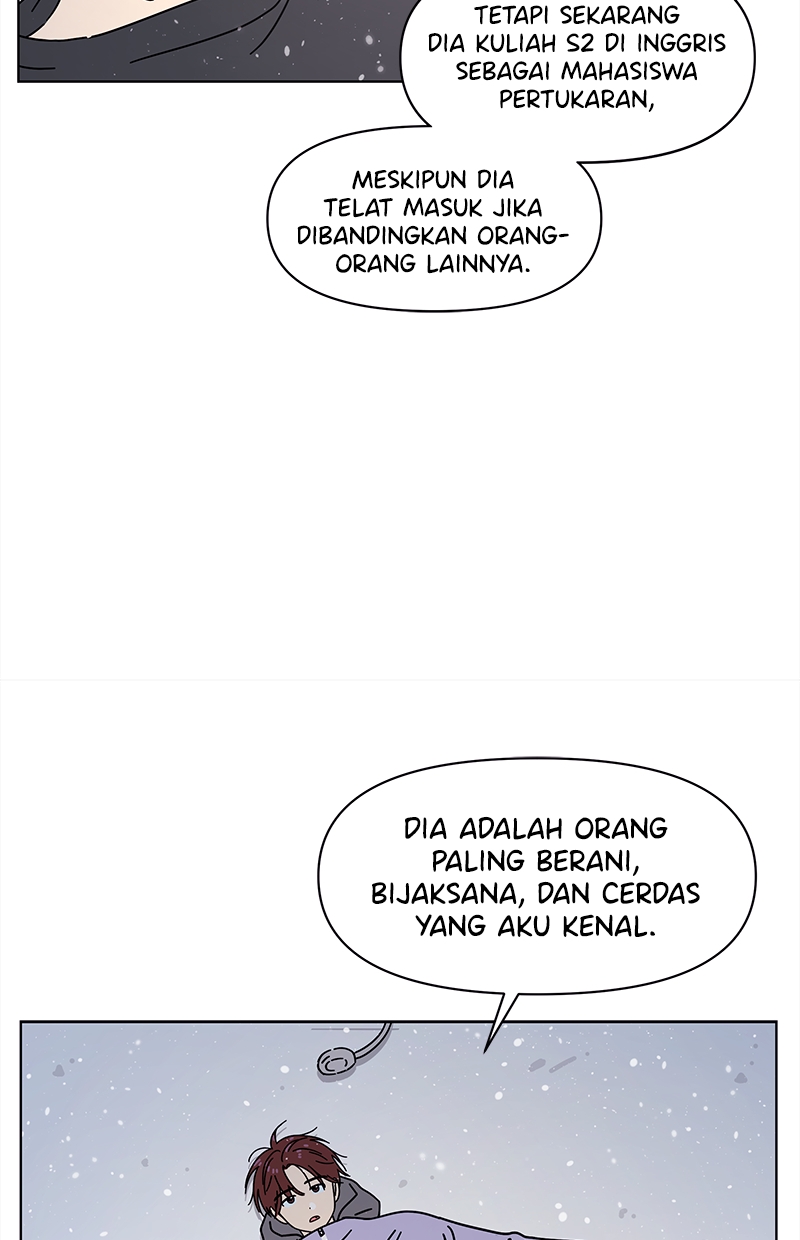 TETAPI SEKARANG
DIA KULIAH S2 DI INGGRIS
SEBAGAI MAHASISWA
PERTUKARAN,
MESKIPUN DIA
TELAT MASUK JIKA
DIBANDINGKAN ORANG-
ORANG LAINNYA.
DIA ADALAH ORANG
PALING BERANI,
BIJAKSANA, DAN CERDAS
YANG AKU KENAL.